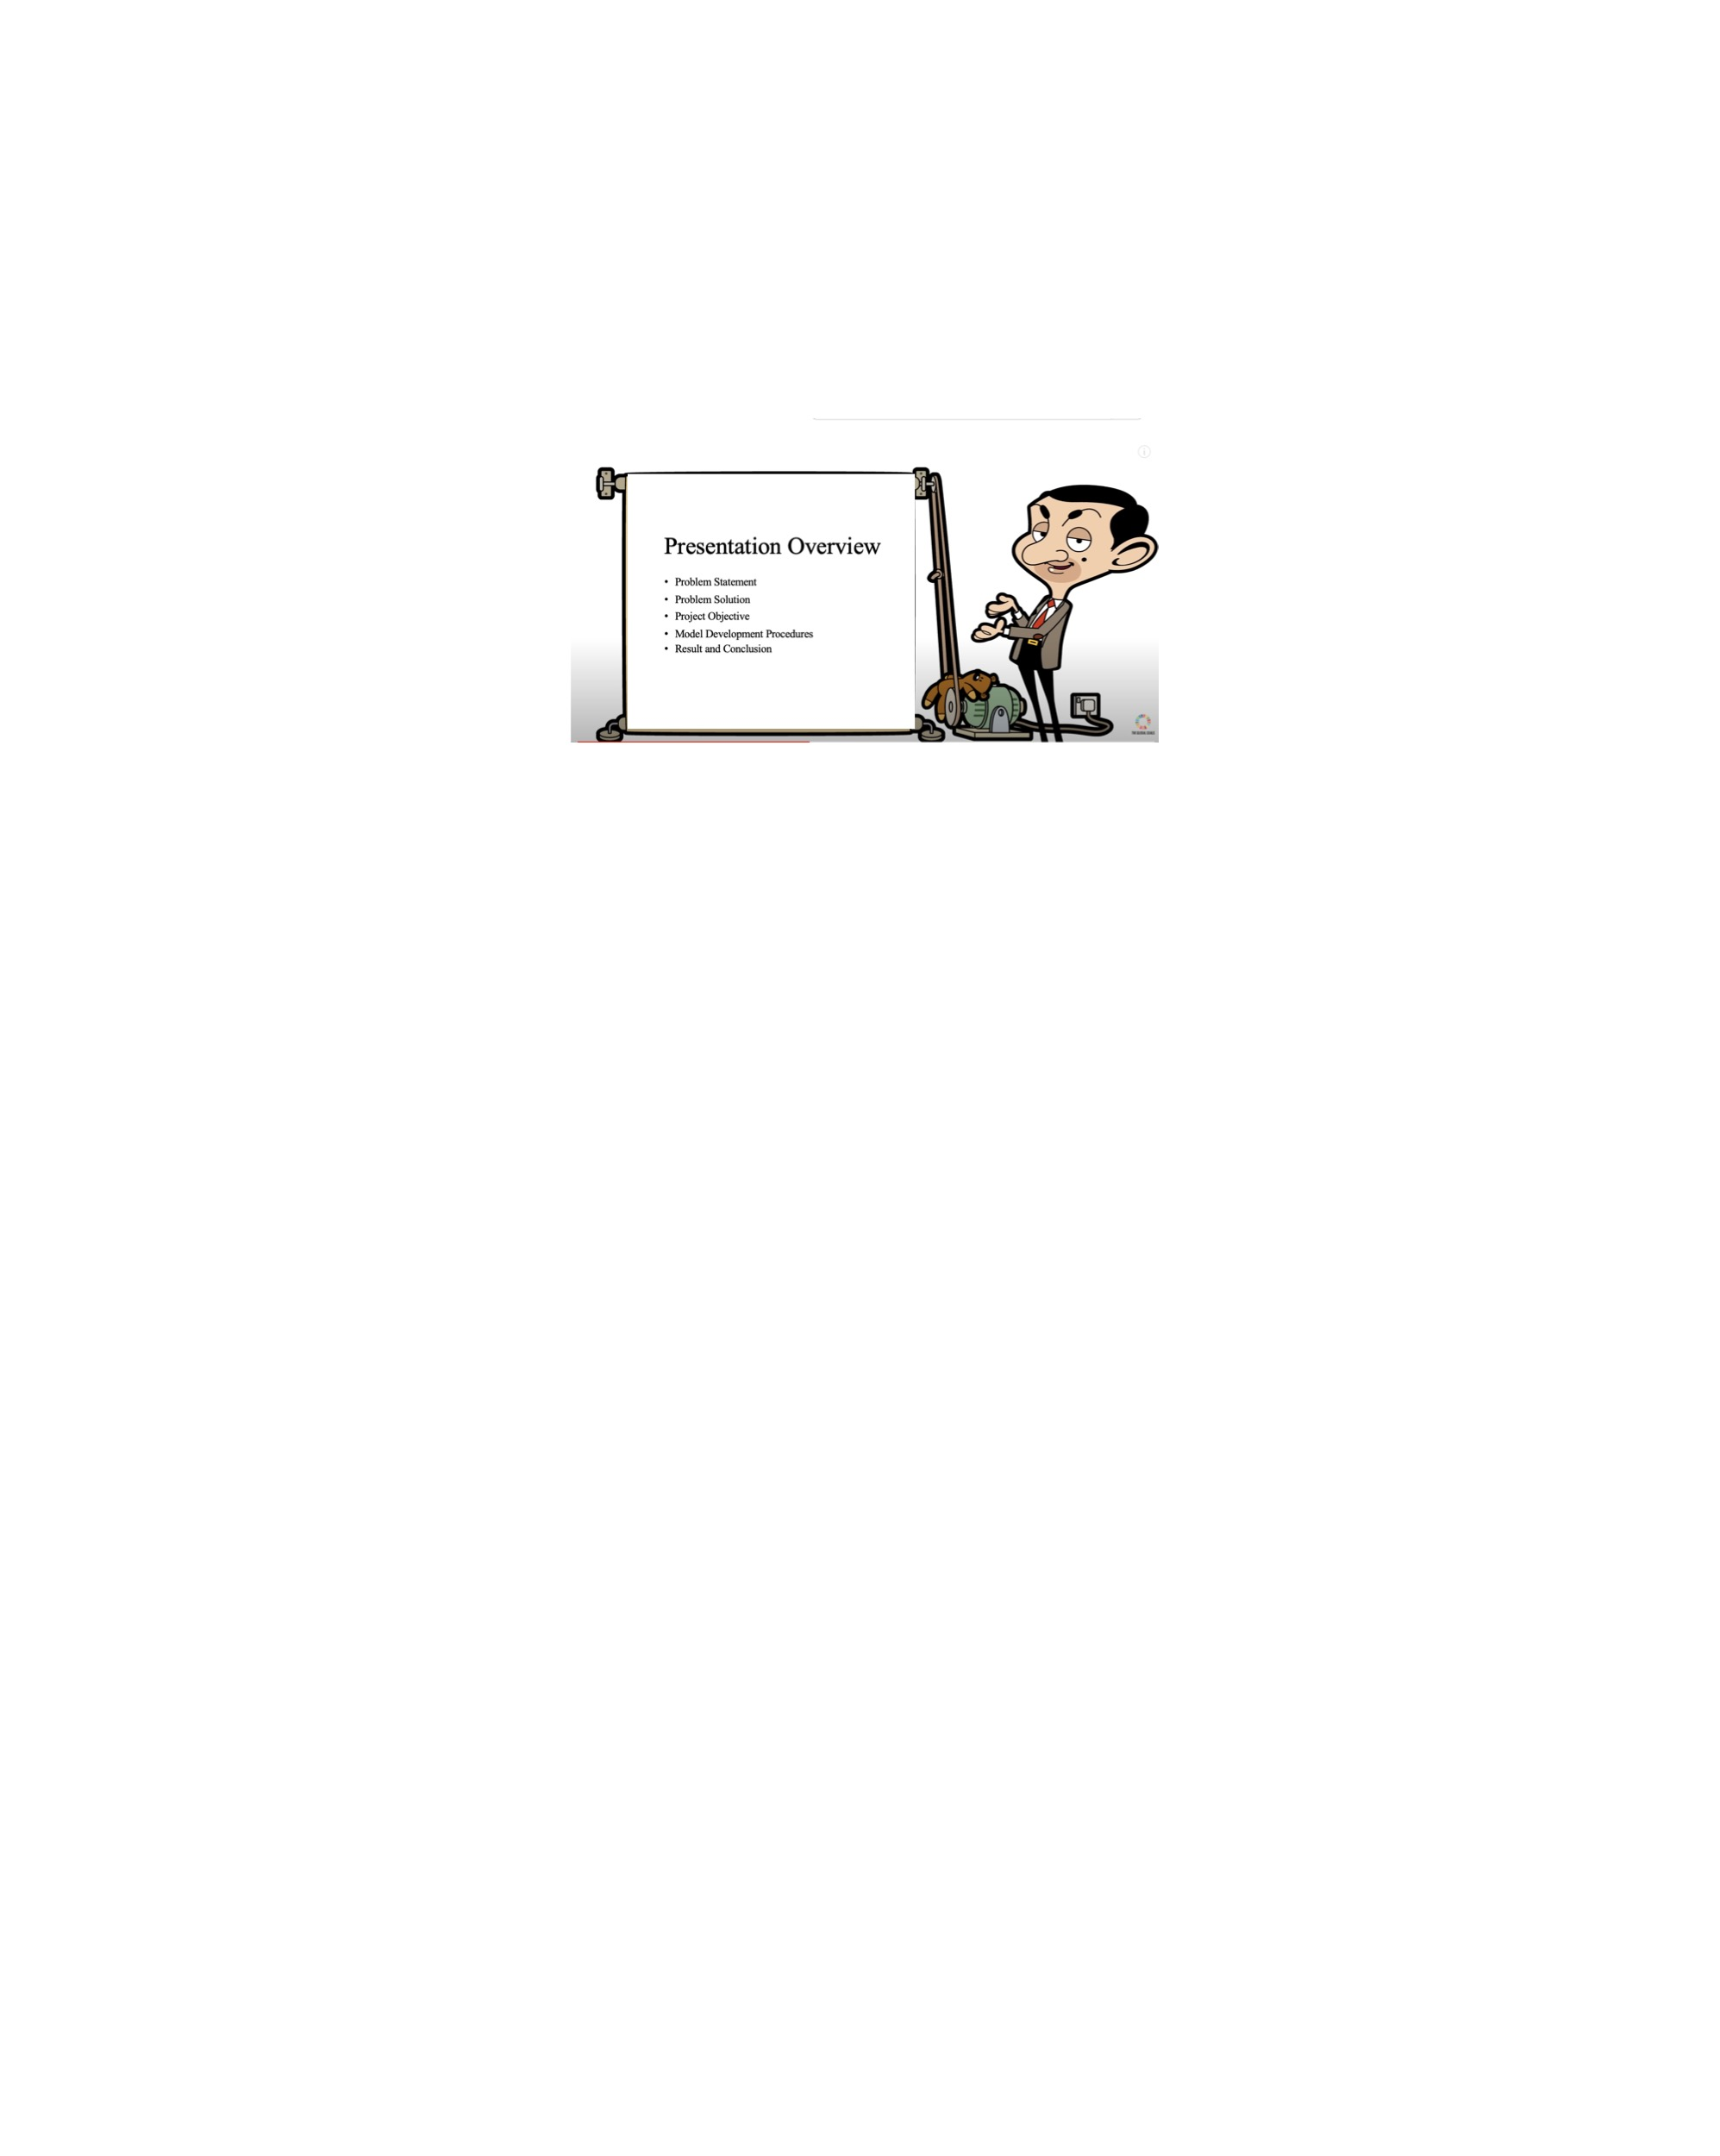 Presentation Overview
• Problem Statement
• Problem Solution
• Project Objective
• Model Development Procedures
• Result and Conclusion